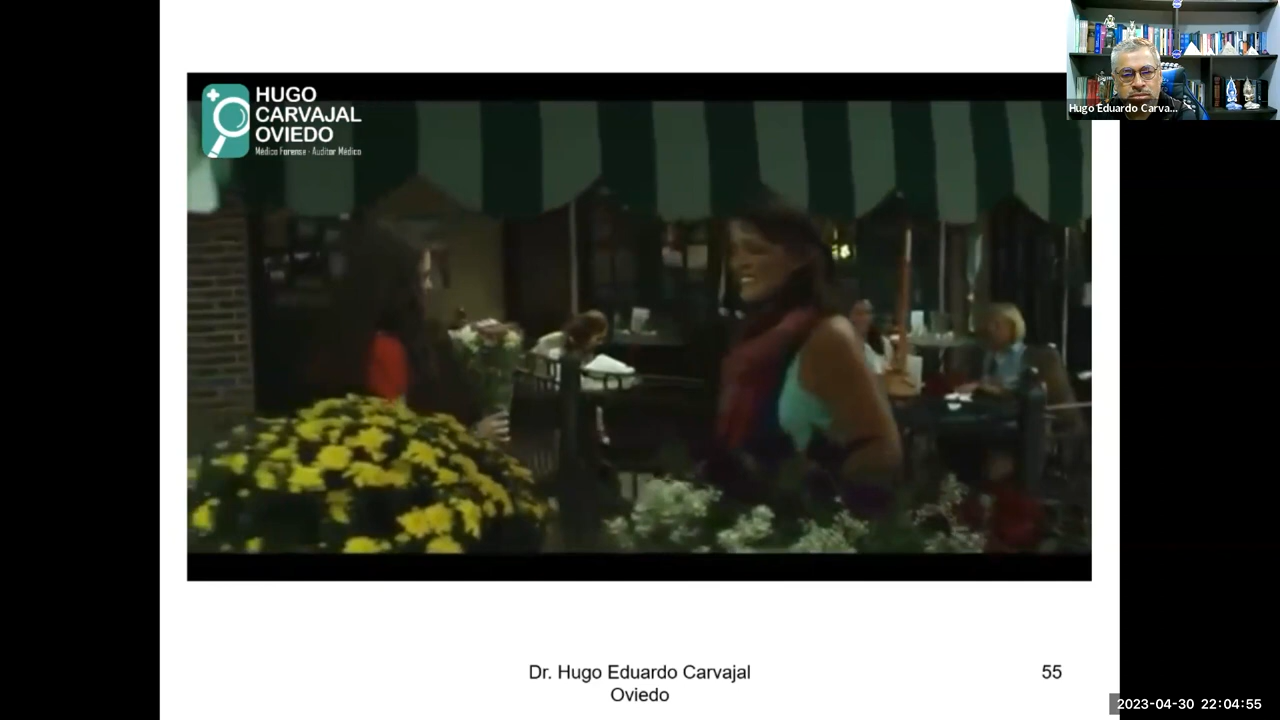 HUGO
CARVAJAL
OVIEDO
Médico Forense - Auditor Médico
Hugo Eduardo Carva...
Dr. Hugo Eduardo Carvajal
Oviedo
55
2023-04-30 22:04:55